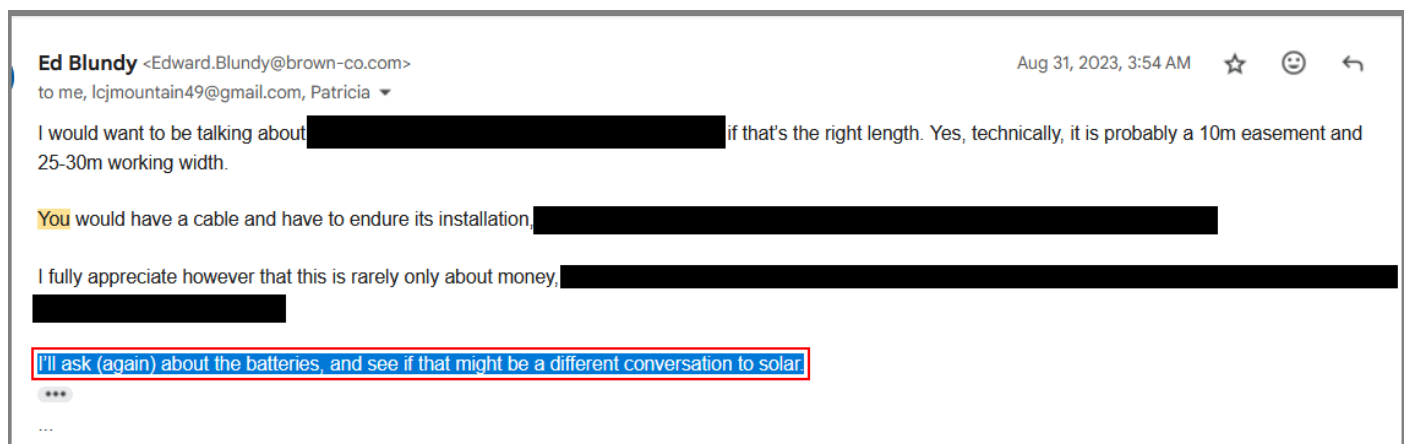 Ed Blundy <Edward.Blundy@brown-co.com>
Aug 31, 2023, 3:54 AM
to me, lcjmountain49@gmail.com, Patricia
I would want to be talking about if that's the right length. Yes, technically, it is probably a 10m easement and
25-30m working width.
You would have a cable and have to endure its installation,
I fully appreciate however that this is rarely only about money,
I'll ask (again) about the batteries, and see if that might be a different conversation to solar.
...